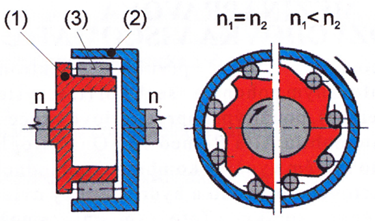 (1) (3) (2) n₁= n₂ n₁< n₂
n n